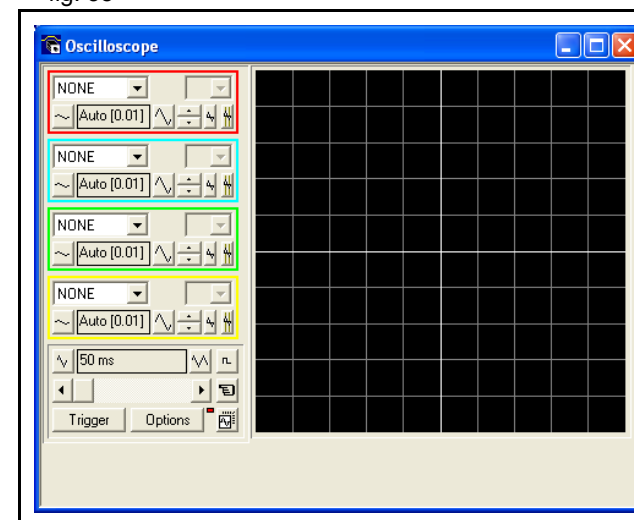 Oscilloscope
NONE
Auto [0.01]
NONE
Auto [0.01]
NONE
Auto [0.01]
NONE
Auto [0.01]
50 ms
Trigger Options